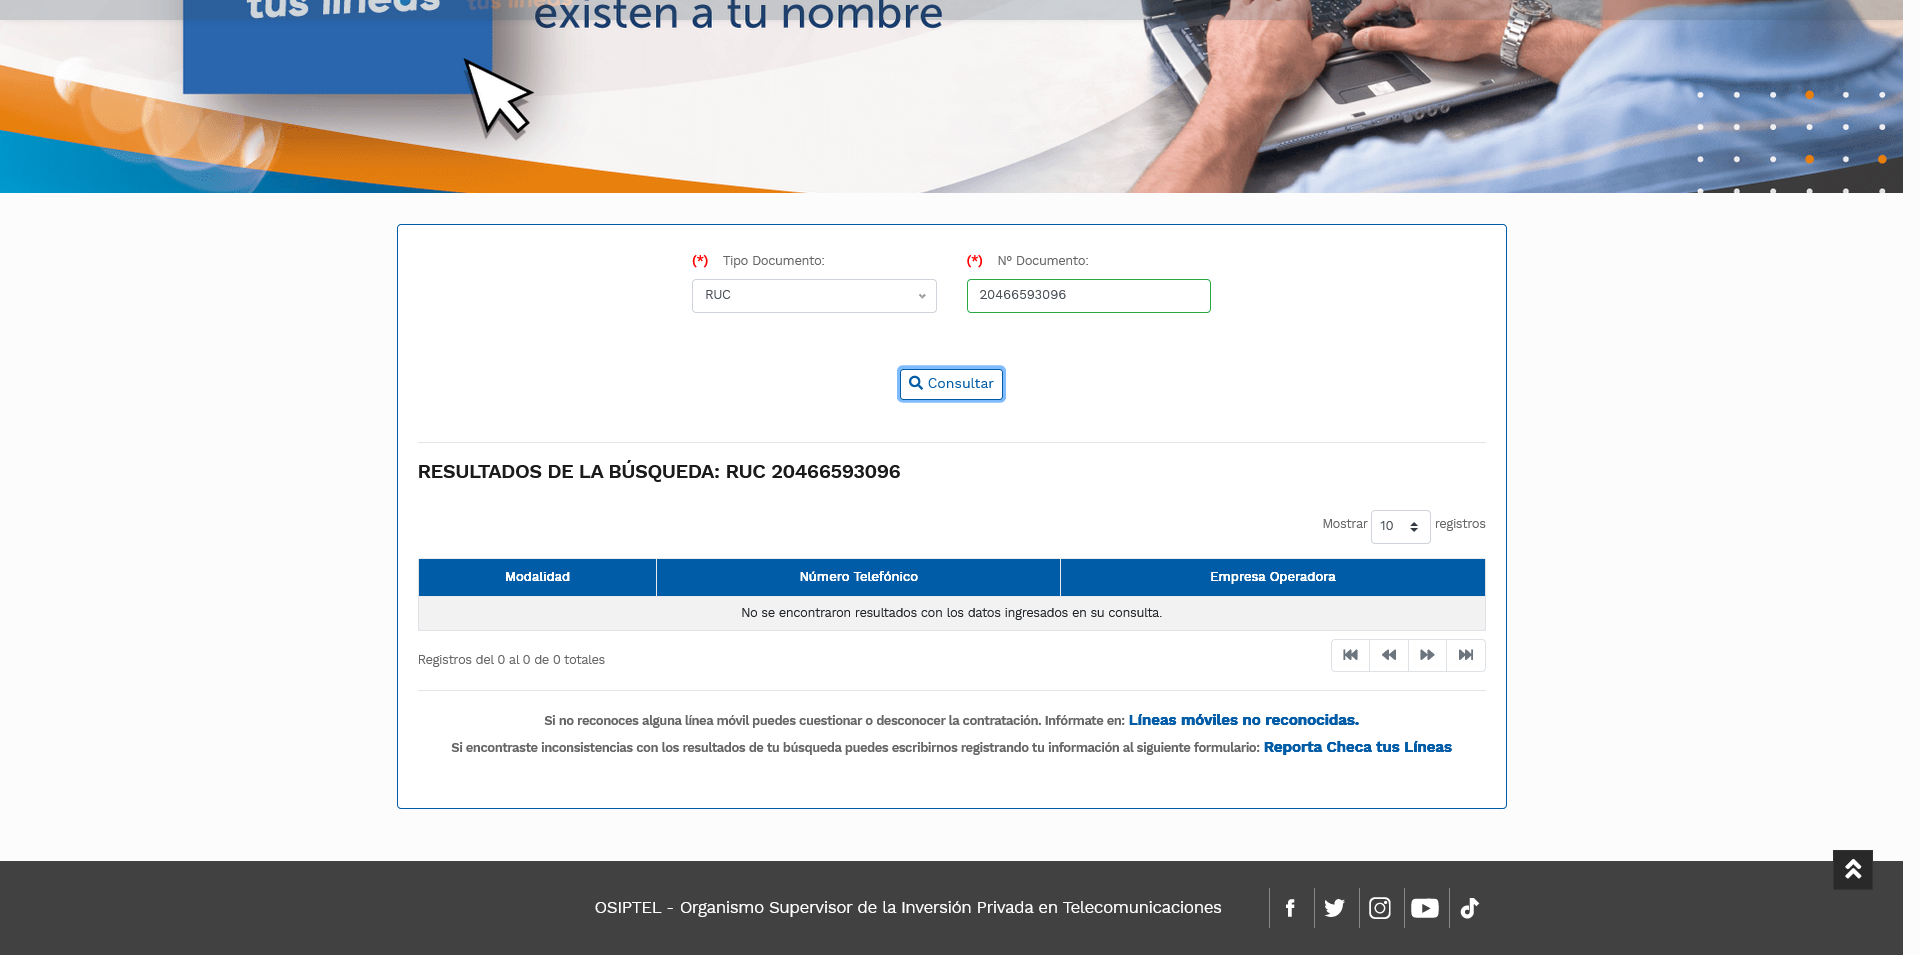 tus líneas
existen a tu nombre
(*) Tipo Documento:
(*) Nº Documento:
RUC
20466593096
Consultar
RESULTADOS DE LA BÚSQUEDA: RUC 20466593096
Mostrar 10 registros
Modalidad Número Telefónico Empresa Operadora
No se encontraron resultados con los datos ingresados en su consulta.
Registros del 0 al 0 de 0 totales
Si no reconoces alguna línea móvil puedes cuestionar o desconocer la contratación. Infórmate en: Líneas móviles no reconocidas.
Si encontraste inconsistencias con los resultados de tu búsqueda puedes escribirnos registrando tu información al siguiente formulario: Reporta Checa tus Líneas
OSIPTEL - Organismo Supervisor de la Inversión Privada en Telecomunicaciones